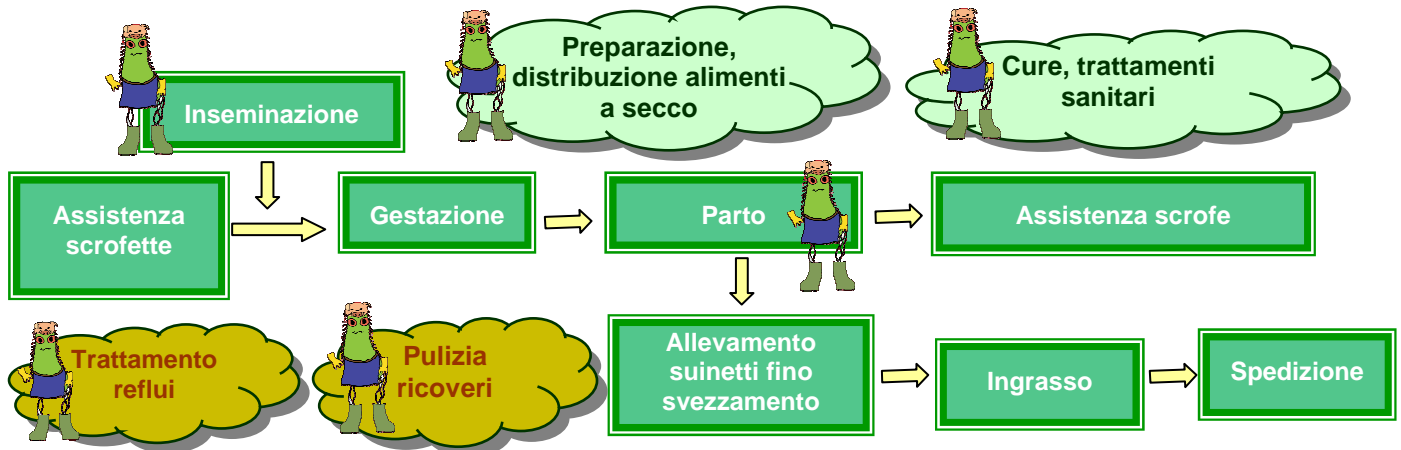 Inseminazione
Preparazione,
distribuzione alimenti
a secco
Cure, trattamenti
sanitari
Assistenza
scrofette
Gestazione
Parto
Assistenza scrofe
Trattamento
reflui
Pulizia
ricoveri
Allevamento
suinetti fino
svezzamento
Ingrasso
Spedizione